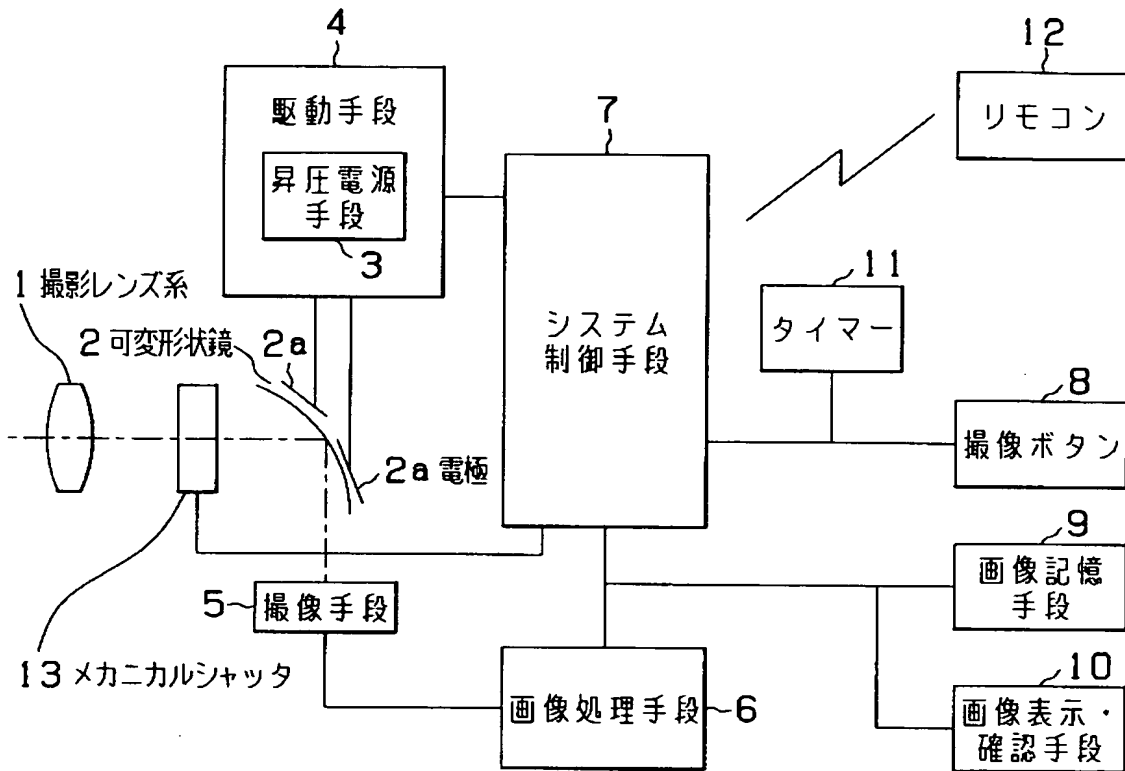 4
駆動手段
昇圧電源
手段
3
7
システム
制御手段
12
リモコン
11
タイマー
8
撮像ボタン
1 撮影レンズ系
2 可変形状鏡
2a
2a 電極
9
画像記憶
手段
5
撮像手段
13 メカニカルシャッタ
画像処理手段
6
10
画像表示・
確認手段